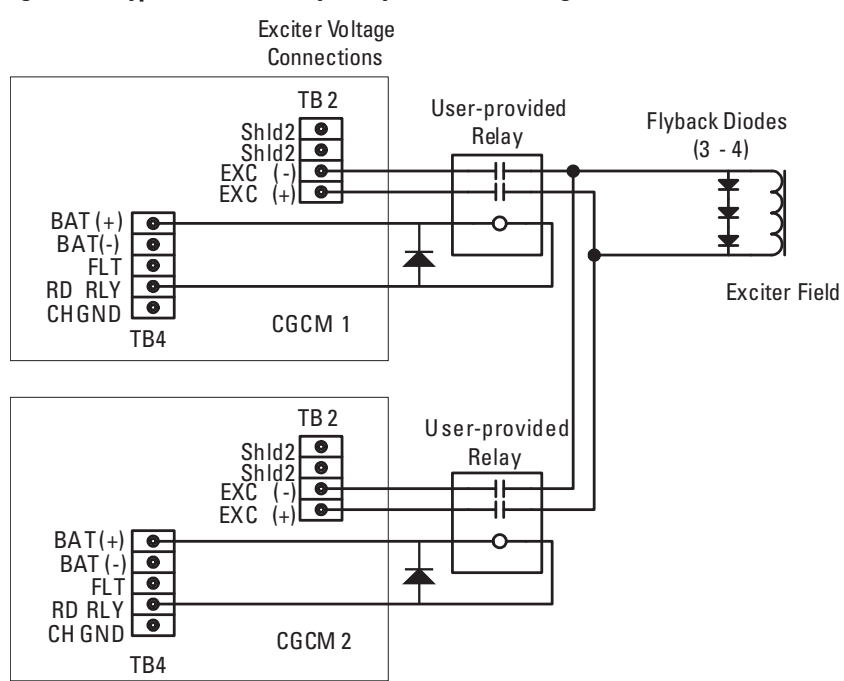 Exciter Voltage
Connections
TB 2
Shld2
Shld2
EXC (-)
EXC (+)
User-provided
Relay
Flyback Diodes
(3 - 4)
BAT (+)
BAT(-)
FLT
RD RLY
CH GND
TB4
CGCM 1
Exciter Field
TB 2
Shld2
Shld2
EXC (-)
EXC (+)
User-provided
Relay
BAT(+)
BAT (-)
FLT
RD RLY
CH GND
TB4
CGCM 2